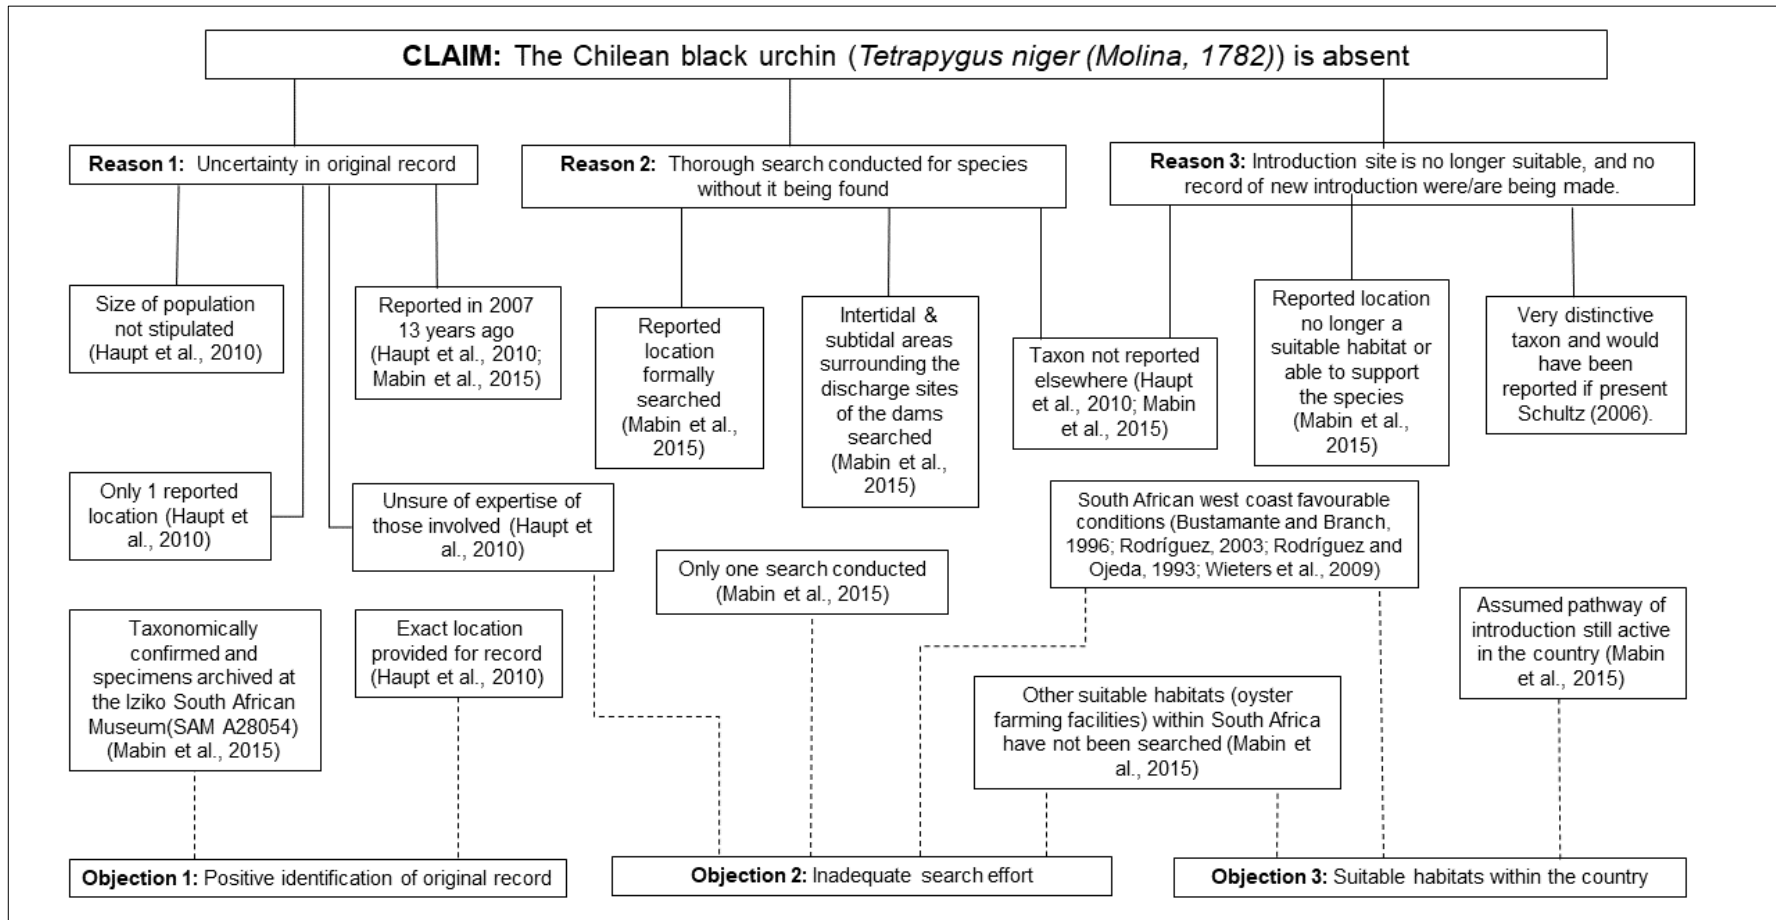 CLAIM: The Chilean black urchin (Tetrapygus niger (Molina, 1782)) is absent
Reason 1: Uncertainty in original record
Reason 2: Thorough search conducted for species
without it being found
Reason 3: Introduction site is no longer suitable, and no
record of new introduction were/are being made.
Size of population
not stipulated
(Haupt et al., 2010)
Reported in 2007
13 years ago
(Haupt et al., 2010;
Mabin et al., 2015)
Reported
location
formally
searched
(Mabin et al.,
2015)
Intertidal &
subtidal areas
surrounding the
discharge sites
of the dams
searched
(Mabin et al.,
2015)
Taxon not reported
elsewhere (Haupt
et al., 2010; Mabin
et al., 2015)
Reported location
no longer a
suitable habitat or
able to support
the species
(Mabin et al.,
2015)
Very distinctive
taxon and would
have been
reported if present
Schultz (2006).
Only 1 reported
location (Haupt et
al., 2010)
Unsure of expertise of
those involved (Haupt et
al., 2010)
Only one search conducted
(Mabin et al., 2015)
South African west coast favourable
conditions (Bustamante and Branch,
1996; Rodríguez, 2003; Rodríguez and
Ojeda, 1993; Wieters et al., 2009)
Assumed pathway of
introduction still active
in the country (Mabin
et al., 2015)
Taxonomically
confirmed and
specimens archived at
the Iziko South African
Museum(SAM A28054)
(Mabin et al., 2015)
Exact location
provided for record
(Haupt et al., 2010)
Other suitable habitats (oyster
farming facilities) within South Africa
have not been searched (Mabin et
al., 2015)
Objection 1: Positive identification of original record
Objection 2: Inadequate search effort
Objection 3: Suitable habitats within the country